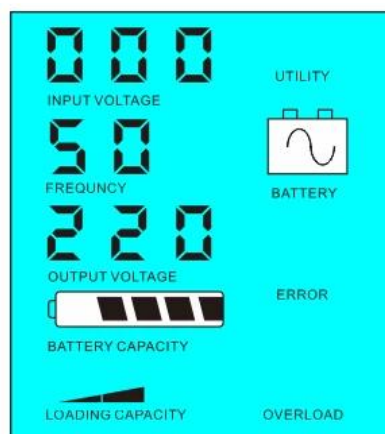 000
UTILITY
INPUT VOLTAGE
50
FREQUNCY
BATTERY
220
OUTPUT VOLTAGE
ERROR
BATTERY CAPACITY
LOADING CAPACITY
OVERLOAD